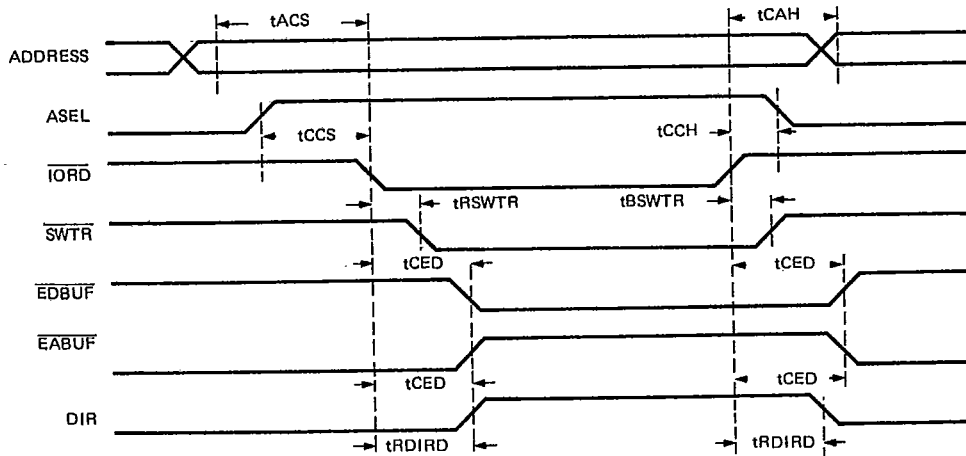 tACS
tCAH
ADDRESS
ASEL
tCCS
tCCH
IORD
tRSWTR
tBSWTR
SWTR
tCED
tCED
EDBUF
EABUF
tCED
tCED
DIR
tRDIRD
tRDIRD